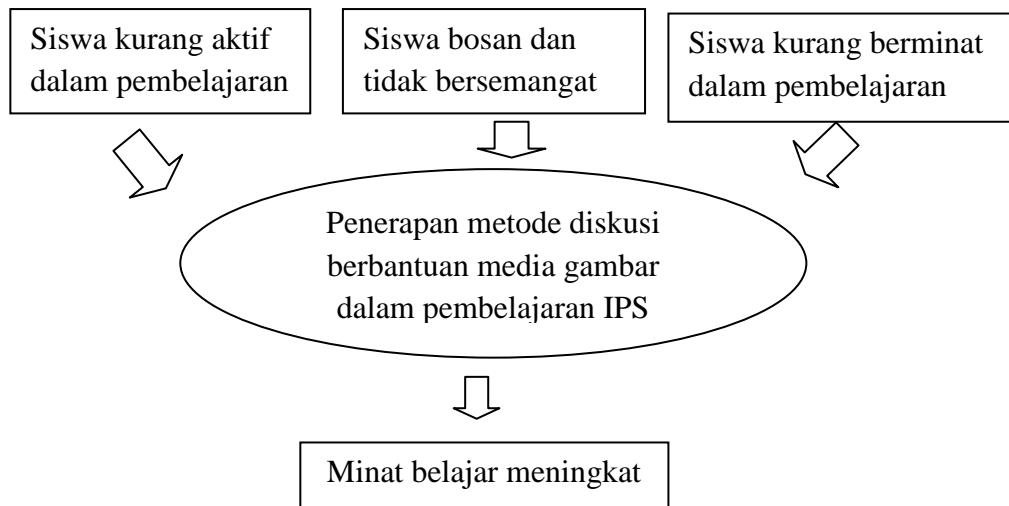 Siswa kurang aktif
dalam pembelajaran
Siswa bosan dan
tidak bersemangat
Siswa kurang berminat
dalam pembelajaran
Penerapan metode diskusi
berbantuan media gambar
dalam pembelajaran IPS
Minat belajar meningkat